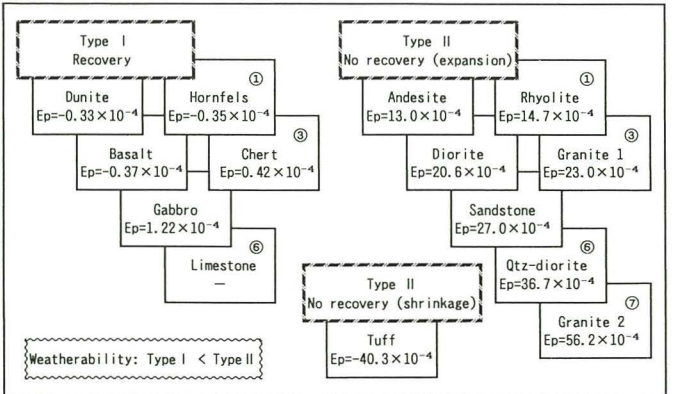 Type I
Recovery
①
Dunite
Ep=-0.33×10⁻⁴
Hornfels
Ep=-0.35×10⁻⁴
③
Basalt
Ep=-0.37×10⁻⁴
Chert
Ep=0.42×10⁻⁴
Gabbro
Ep=1.22×10⁻⁴
⑥
Limestone
—
Type II
No recovery (expansion)
①
Andesite
Ep=13.0×10⁻⁴
Rhyolite
Ep=14.7×10⁻⁴
③
Diorite
Ep=20.6×10⁻⁴
Granite 1
Ep=23.0×10⁻⁴
Sandstone
Ep=27.0×10⁻⁴
⑥
Qtz-diorite
Ep=36.7×10⁻⁴
⑦
Granite 2
Ep=56.2×10⁻⁴
Type II
No recovery (shrinkage)
Tuff
Ep=-40.3×10⁻⁴
Weatherability: Type I < Type II